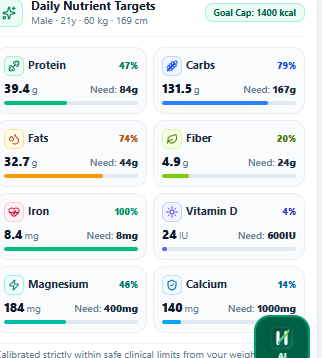 Daily Nutrient Targets
Male · 21y · 60 kg · 169 cm
Goal Cap: 1400 kcal
Protein 47%
39.4 g Need: 84g
Carbs 79%
131.5 g Need: 167g
Fats 74%
32.7 g Need: 44g
Fiber 20%
4.9 g Need: 24g
Iron 100%
8.4 mg Need: 8mg
Vitamin D 4%
24 IU Need: 600IU
Magnesium 46%
184 mg Need: 400mg
Calcium 14%
140 mg Need: 1000mg
Calibrated strictly within safe clinical limits from your
AI